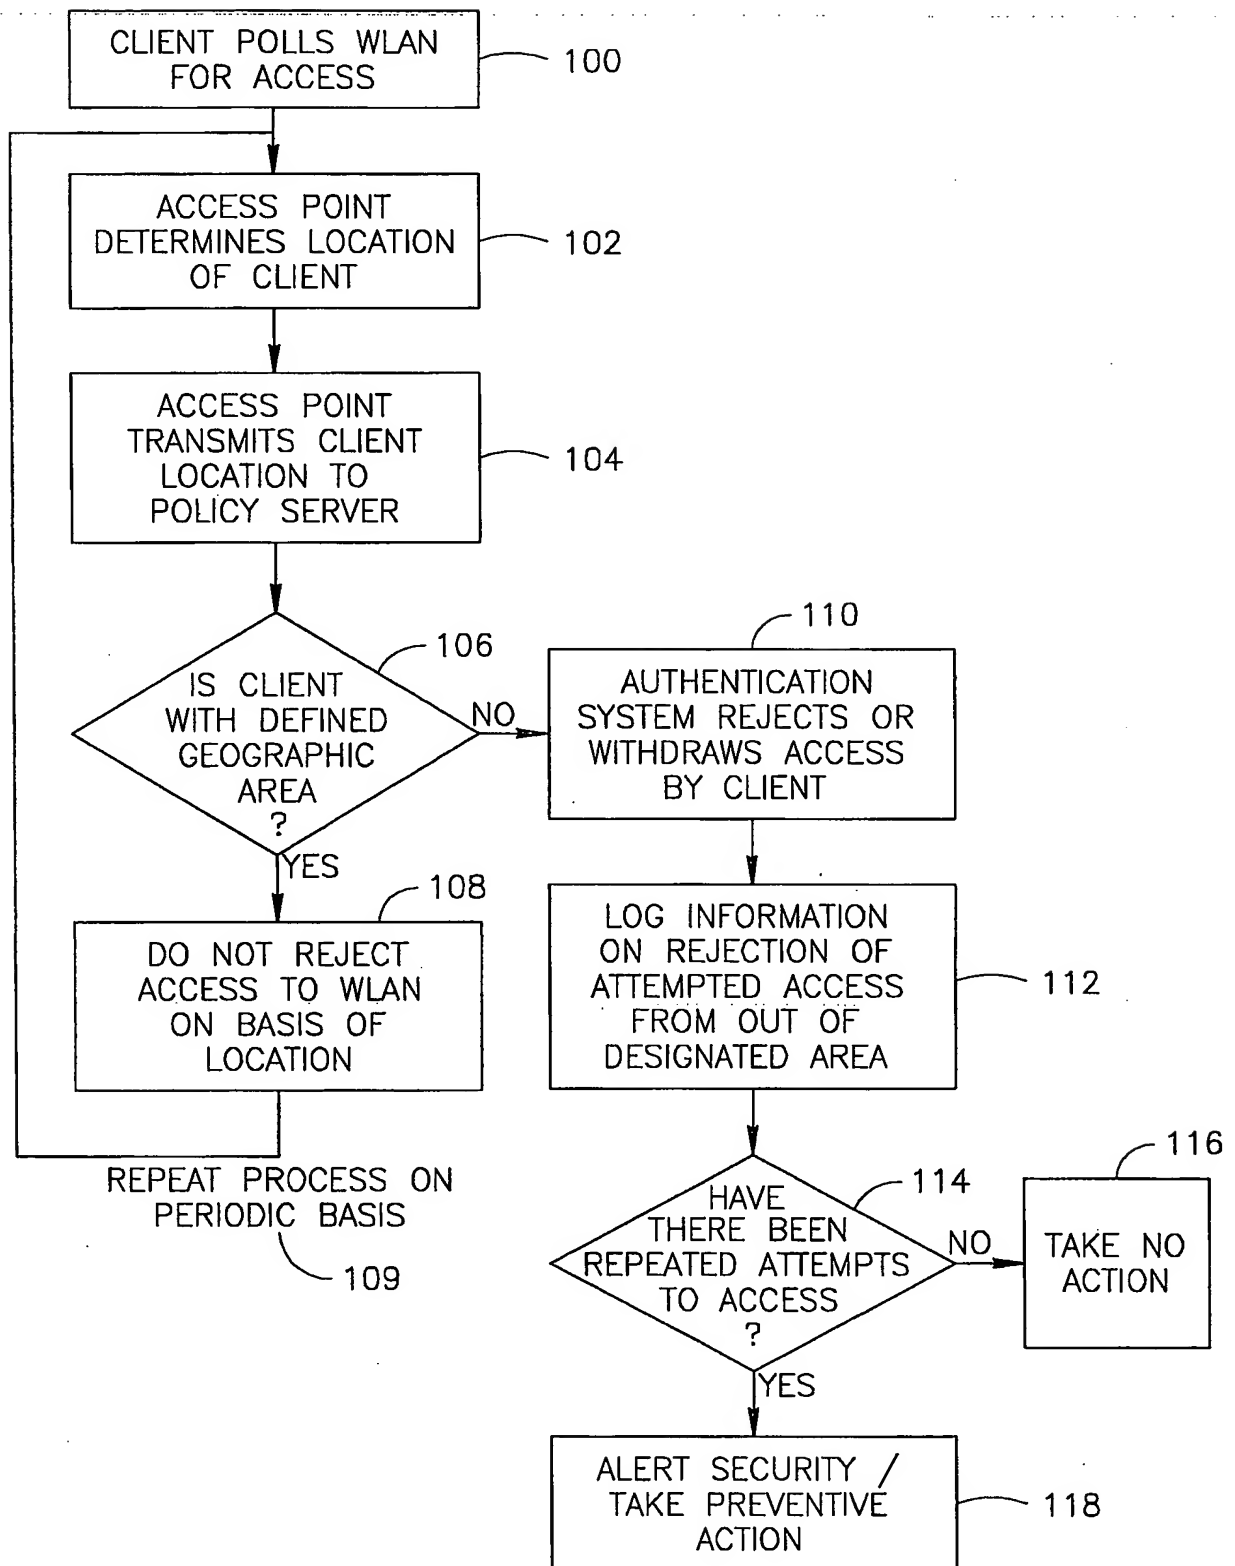 CLIENT POLLS WLAN
FOR ACCESS
100
ACCESS POINT
DETERMINES LOCATION
OF CLIENT
102
ACCESS POINT
TRANSMITS CLIENT
LOCATION TO
POLICY SERVER
104
106
IS CLIENT
WITH DEFINED
GEOGRAPHIC
AREA
?
NO
YES
108
DO NOT REJECT
ACCESS TO WLAN
ON BASIS OF
LOCATION
REPEAT PROCESS ON
PERIODIC BASIS
109
110
AUTHENTICATION
SYSTEM REJECTS OR
WITHDRAWS ACCESS
BY CLIENT
LOG INFORMATION
ON REJECTION OF
ATTEMPTED ACCESS
FROM OUT OF
DESIGNATED AREA
112
114
HAVE
THERE BEEN
REPEATED ATTEMPTS
TO ACCESS
?
NO
116
TAKE NO
ACTION
YES
ALERT SECURITY /
TAKE PREVENTIVE
ACTION
118